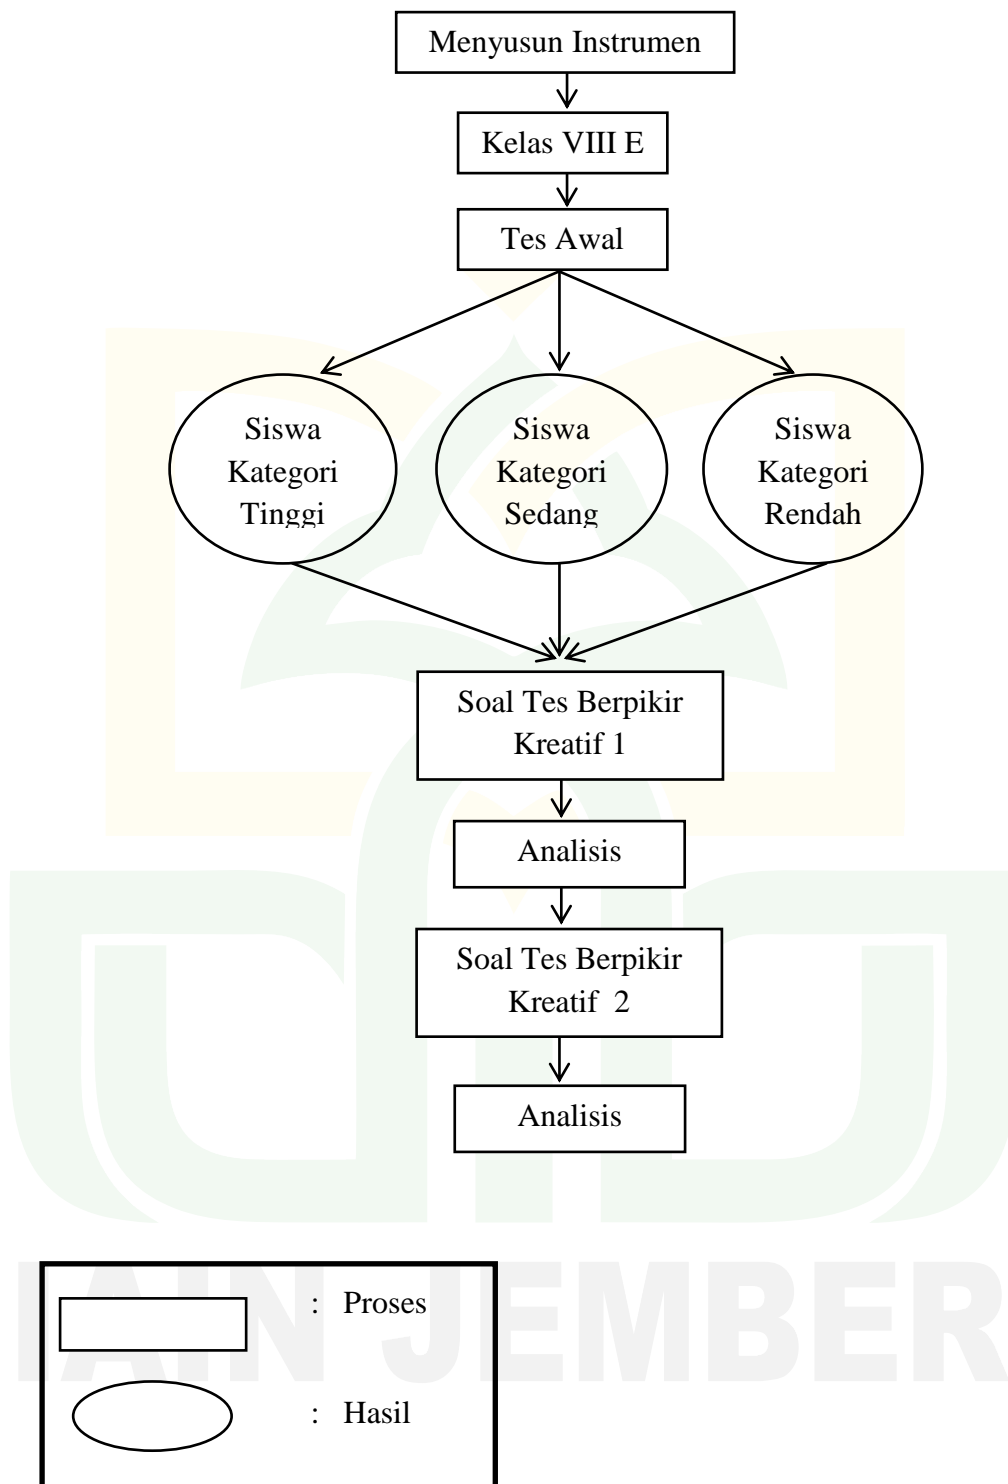 Menyusun Instrumen
Kelas VIII E
Tes Awal
Siswa
Kategori
Tinggi
Siswa
Kategori
Sedang
Siswa
Kategori
Rendah
Soal Tes Berpikir
Kreatif 1
Analisis
Soal Tes Berpikir
Kreatif  2
Analisis
: Proses
: Hasil
IAIN JEMBER